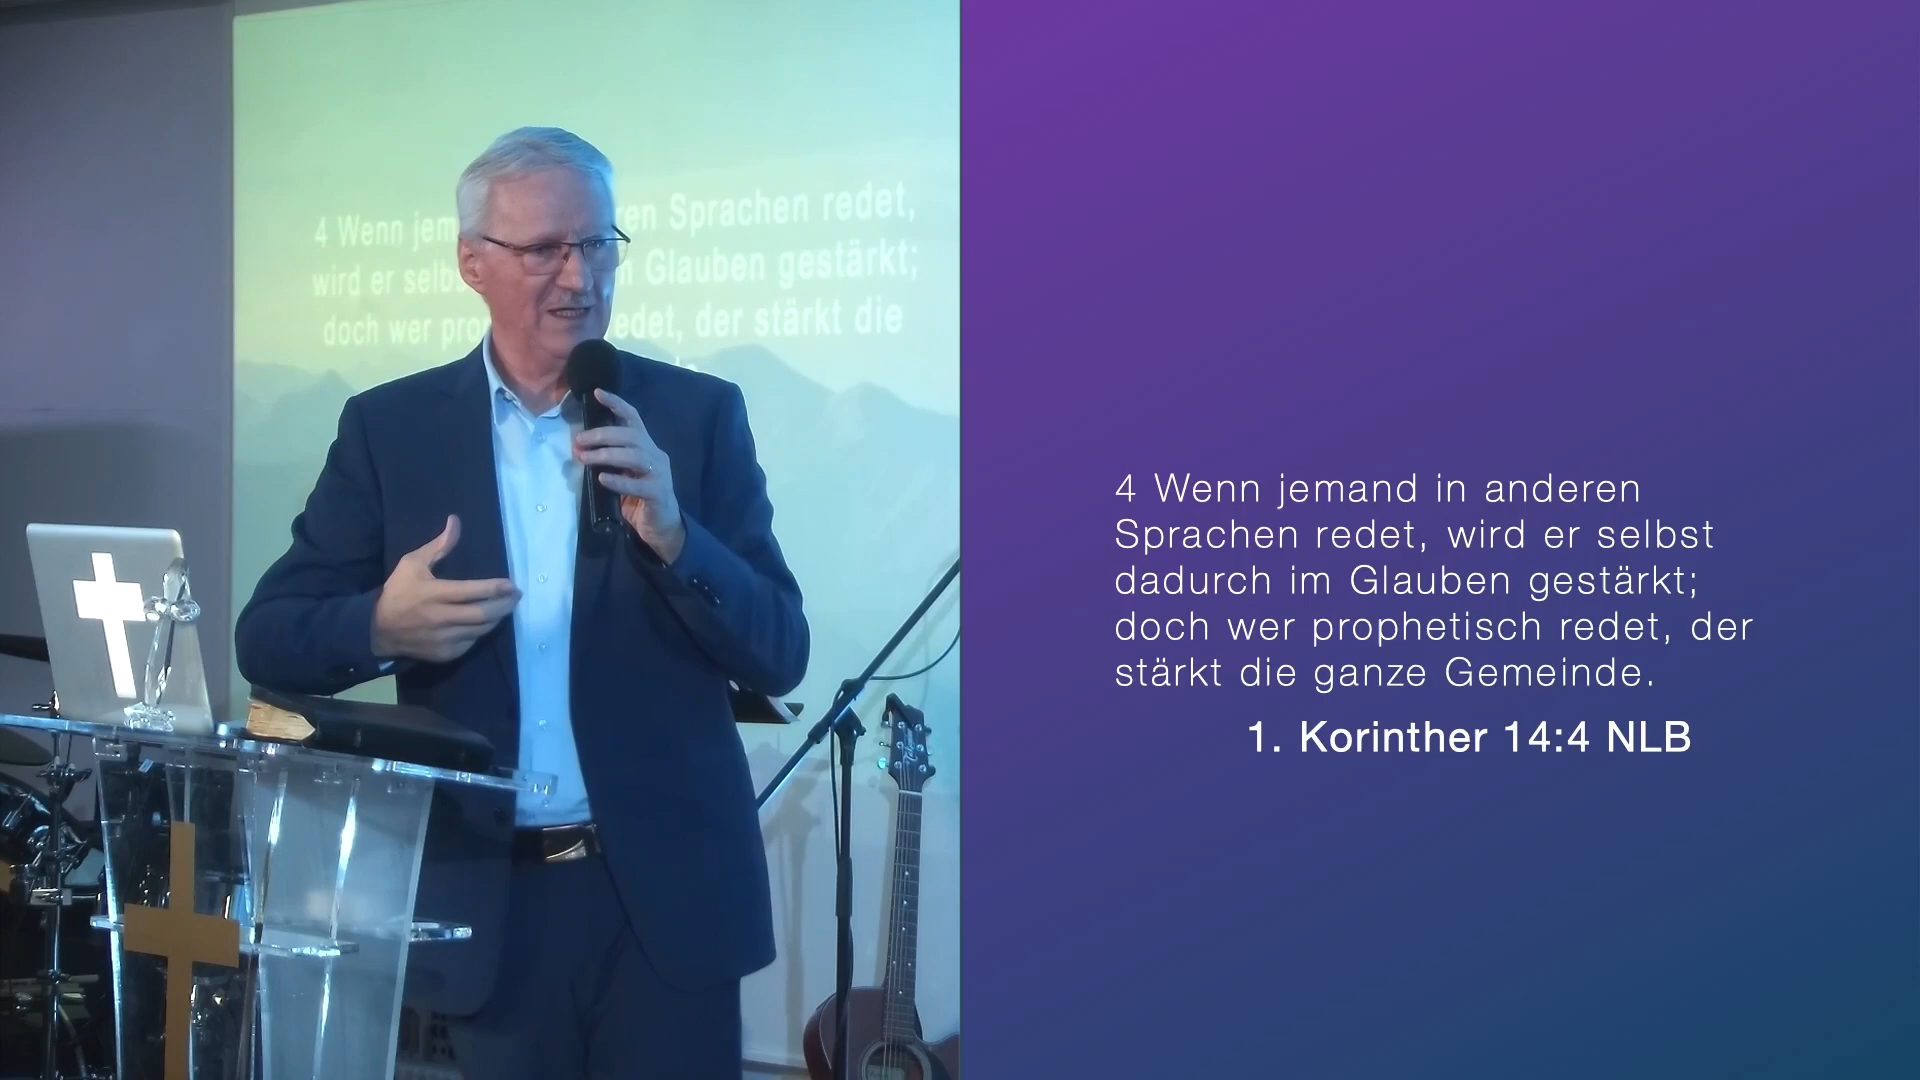 4 Wenn jem ren Sprachen redet,
wird er selbs Glauben gestärkt;
doch wer pro edet, der stärkt die
4 Wenn jemand in anderen
Sprachen redet, wird er selbst
dadurch im Glauben gestärkt;
doch wer prophetisch redet, der
stärkt die ganze Gemeinde.
1. Korinther 14:4 NLB